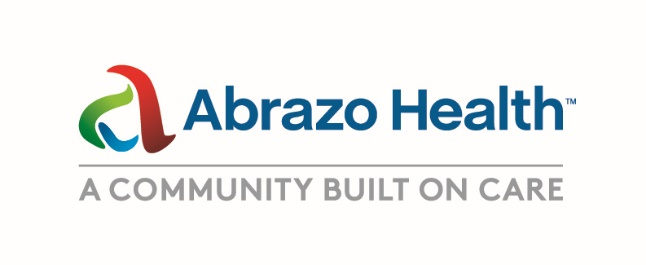 Abrazo Health™
A COMMUNITY BUILT ON CARE